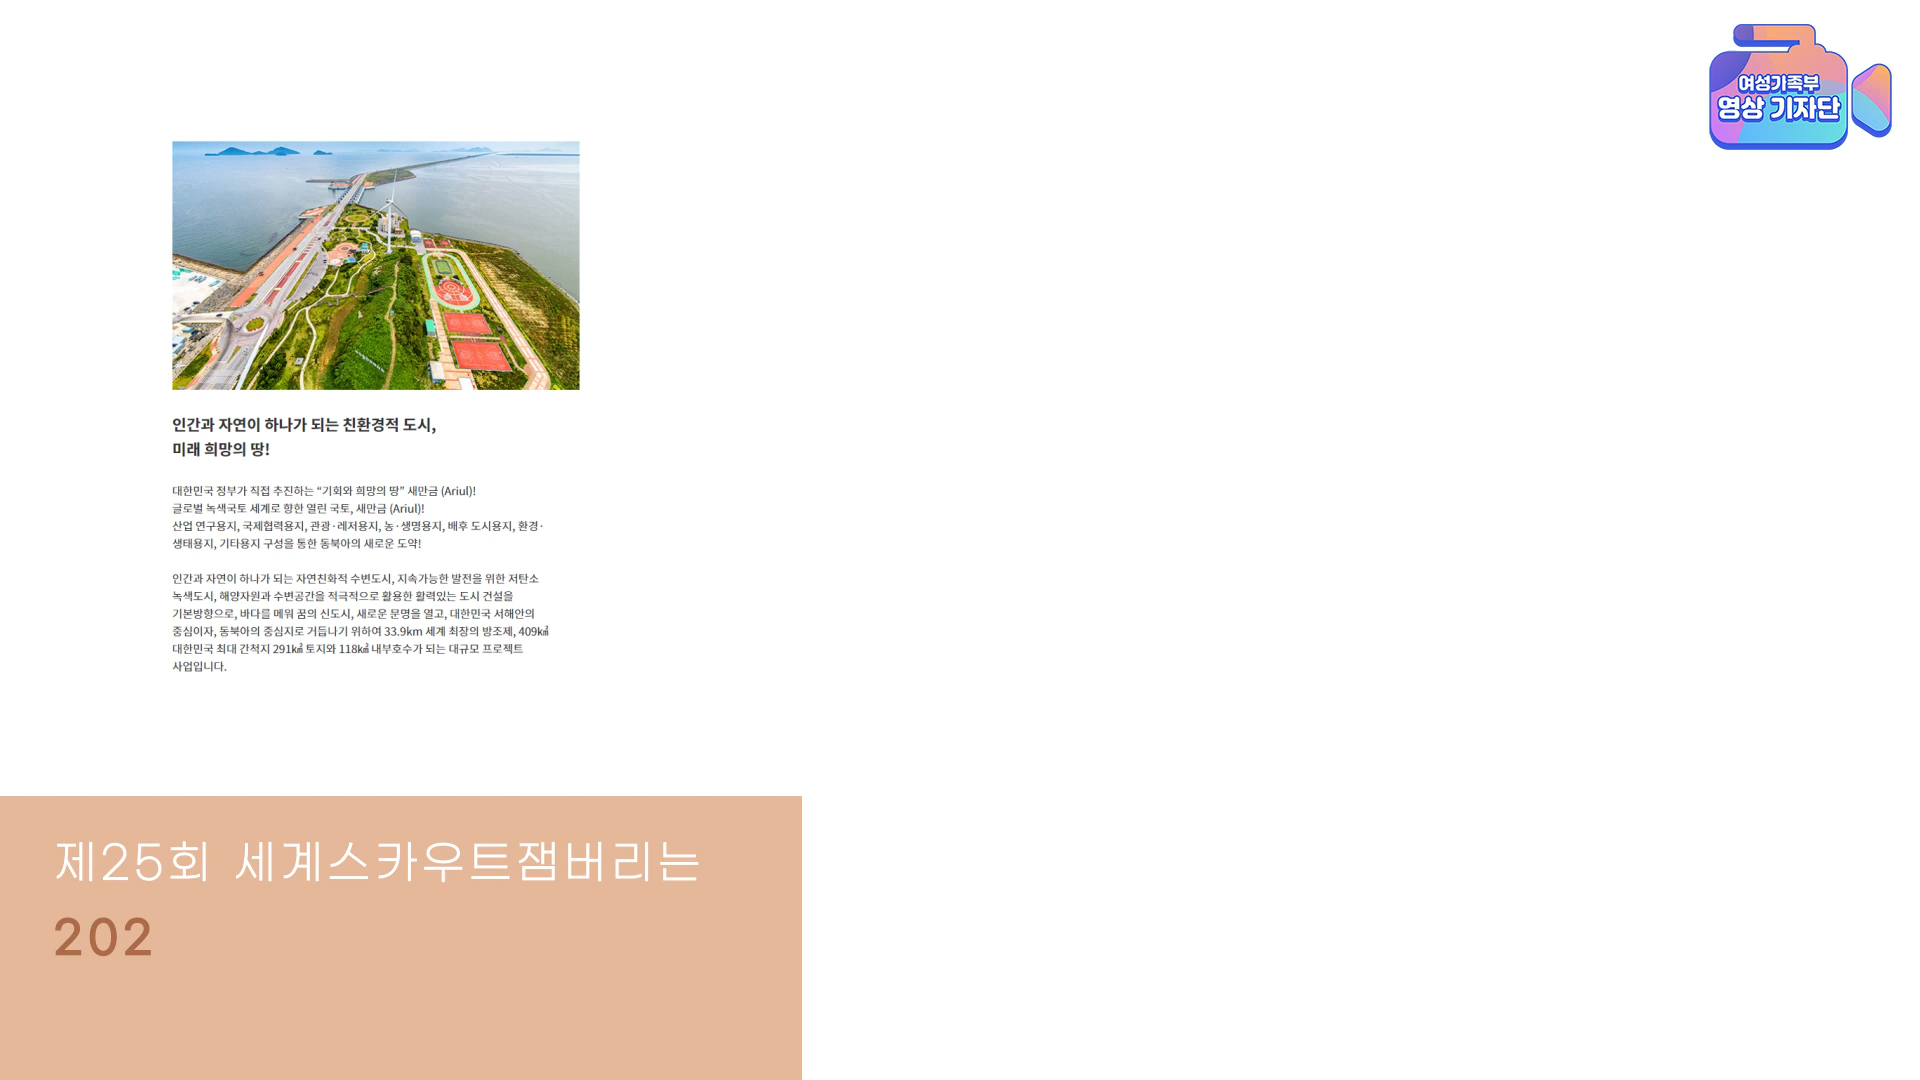 여성가족부
영상 기자단
인간과 자연이 하나가 되는 친환경적 도시,
미래 희망의 땅!
대한민국 정부가 직접 추진하는 “기회와 희망의 땅” 새만금 (Ariul)!
글로벌 녹색국토 세계로 향한 열린 국토, 새만금 (Ariul)!
산업 연구용지, 국제협력용지, 관광·레저용지, 농·생명용지, 배후 도시용지, 환경·
생태용지, 기타용지 구성을 통한 동북아의 새로운 도약!
인간과 자연이 하나가 되는 자연친화적 수변도시, 지속가능한 발전을 위한 저탄소
녹색도시, 해양자원과 수변공간을 적극적으로 활용한 활력있는 도시 건설을
기본방향으로, 바다를 메워 꿈의 신도시, 새로운 문명을 열고, 대한민국 서해안의
중심이자, 동북아의 중심지로 거듭나기 위하여 33.9km 세계 최장의 방조제, 409㎢
대한민국 최대 간척지 291㎢ 토지와 118㎢ 내부호수가 되는 대규모 프로젝트
사업입니다.
제25회 세계스카우트잼버리는
202